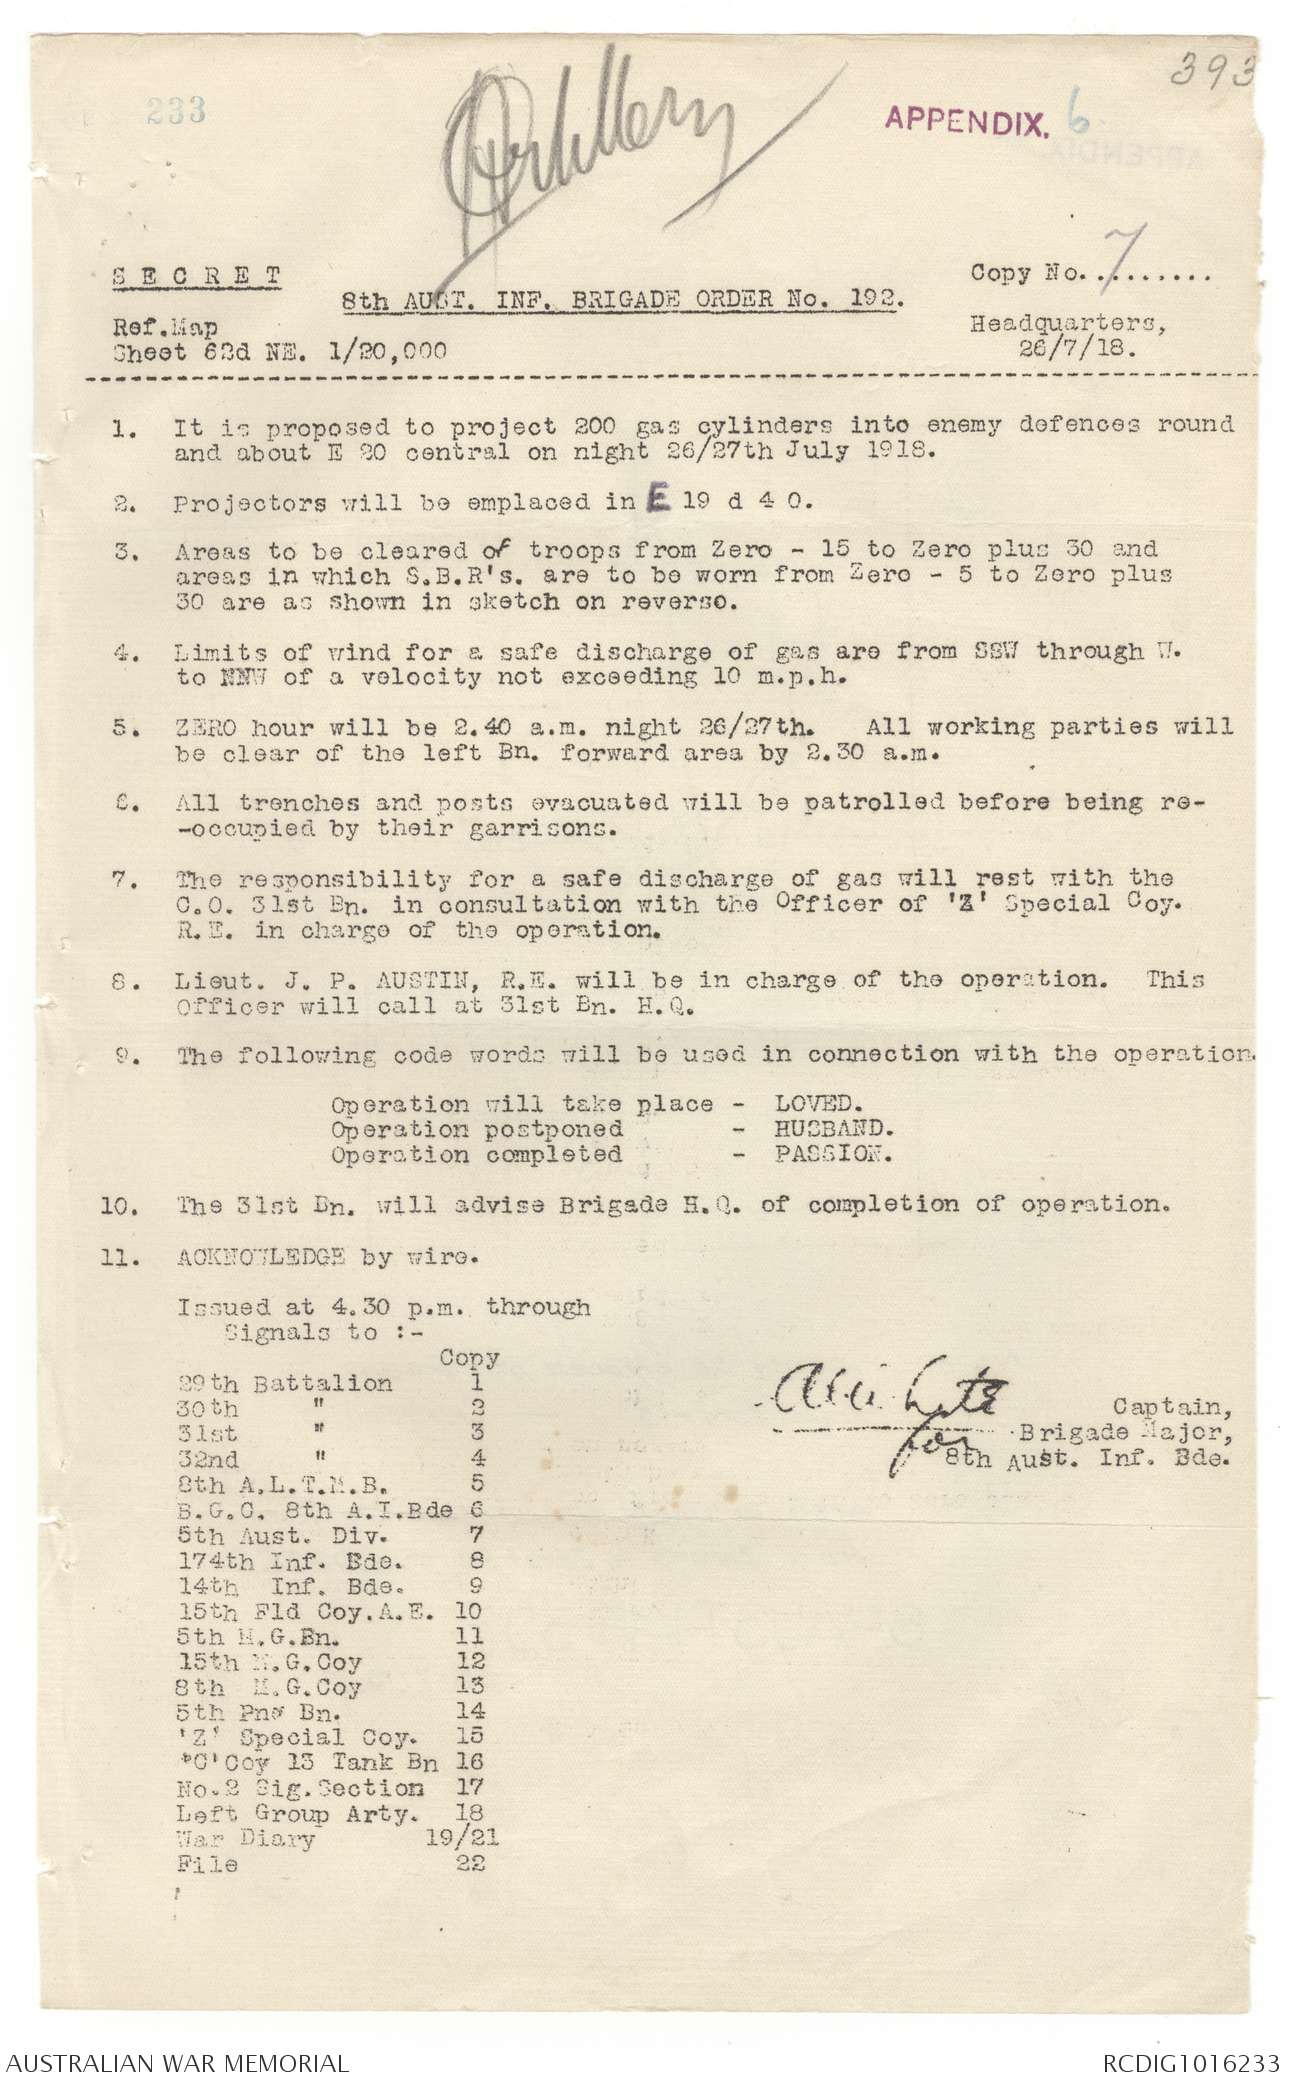 393
233
Artillery
APPENDIX. 6
SECRET
Copy No. 7.........
8th AUST. INF. BRIGADE ORDER No. 192.
Ref.Map
Headquarters,
Sheet 62d NE. 1/20,000
26/7/18.
1. It is proposed to project 200 gas cylinders into enemy defences round
and about E 20 central on night 26/27th July 1918.
2. Projectors will be emplaced in E 19 d 4 0.
3. Areas to be cleared of troops from Zero - 15 to Zero plus 30 and
areas in which S.B.R's. are to be worn from Zero - 5 to Zero plus
30 are as shown in sketch on reverse.
4. Limits of wind for a safe discharge of gas are from SSW through W.
to NNW of a velocity not exceeding 10 m.p.h.
5. ZERO hour will be 2.40 a.m. night 26/27th. All working parties will
be clear of the left Bn. forward area by 2.30 a.m.
6. All trenches and posts evacuated will be patrolled before being re-
-occupied by their garrisons.
7. The responsibility for a safe discharge of gas will rest with the
C.O. 31st Bn. in consultation with the Officer of 'Z' Special Coy.
R.E. in charge of the operation.
8. Lieut. J. P. AUSTIN, R.E. will be in charge of the operation. This
Officer will call at 31st Bn. H.Q.
9. The following code words will be used in connection with the operation.
Operation will take place - LOVED.
Operation postponed - HUSBAND.
Operation completed - PASSION.
10. The 31st Bn. will advise Brigade H.Q. of completion of operation.
11. ACKNOWLEDGE by wire.
Issued at 4.30 p.m. through
Signals to :-
Copy
29th Battalion 1
30th " 2
31st " 3
32nd " 4
8th A.L.T.M.B. 5
B.G.C. 8th A.I.Bde 6
5th Aust. Div. 7
174th Inf. Bde. 8
14th Inf. Bde. 9
15th Fld Coy.A.E. 10
5th M.G.Bn. 11
15th M.G.Coy 12
8th M.G.Coy 13
5th Pnr Bn. 14
'Z' Special Coy. 15
'C'Coy 13 Tank Bn 16
No.2 Sig.Section 17
Left Group Arty. 18
War Diary 19/21
File 22
Captain,
for Brigade Major,
8th Aust. Inf. Bde.
AUSTRALIAN WAR MEMORIAL
RCDIG1016233